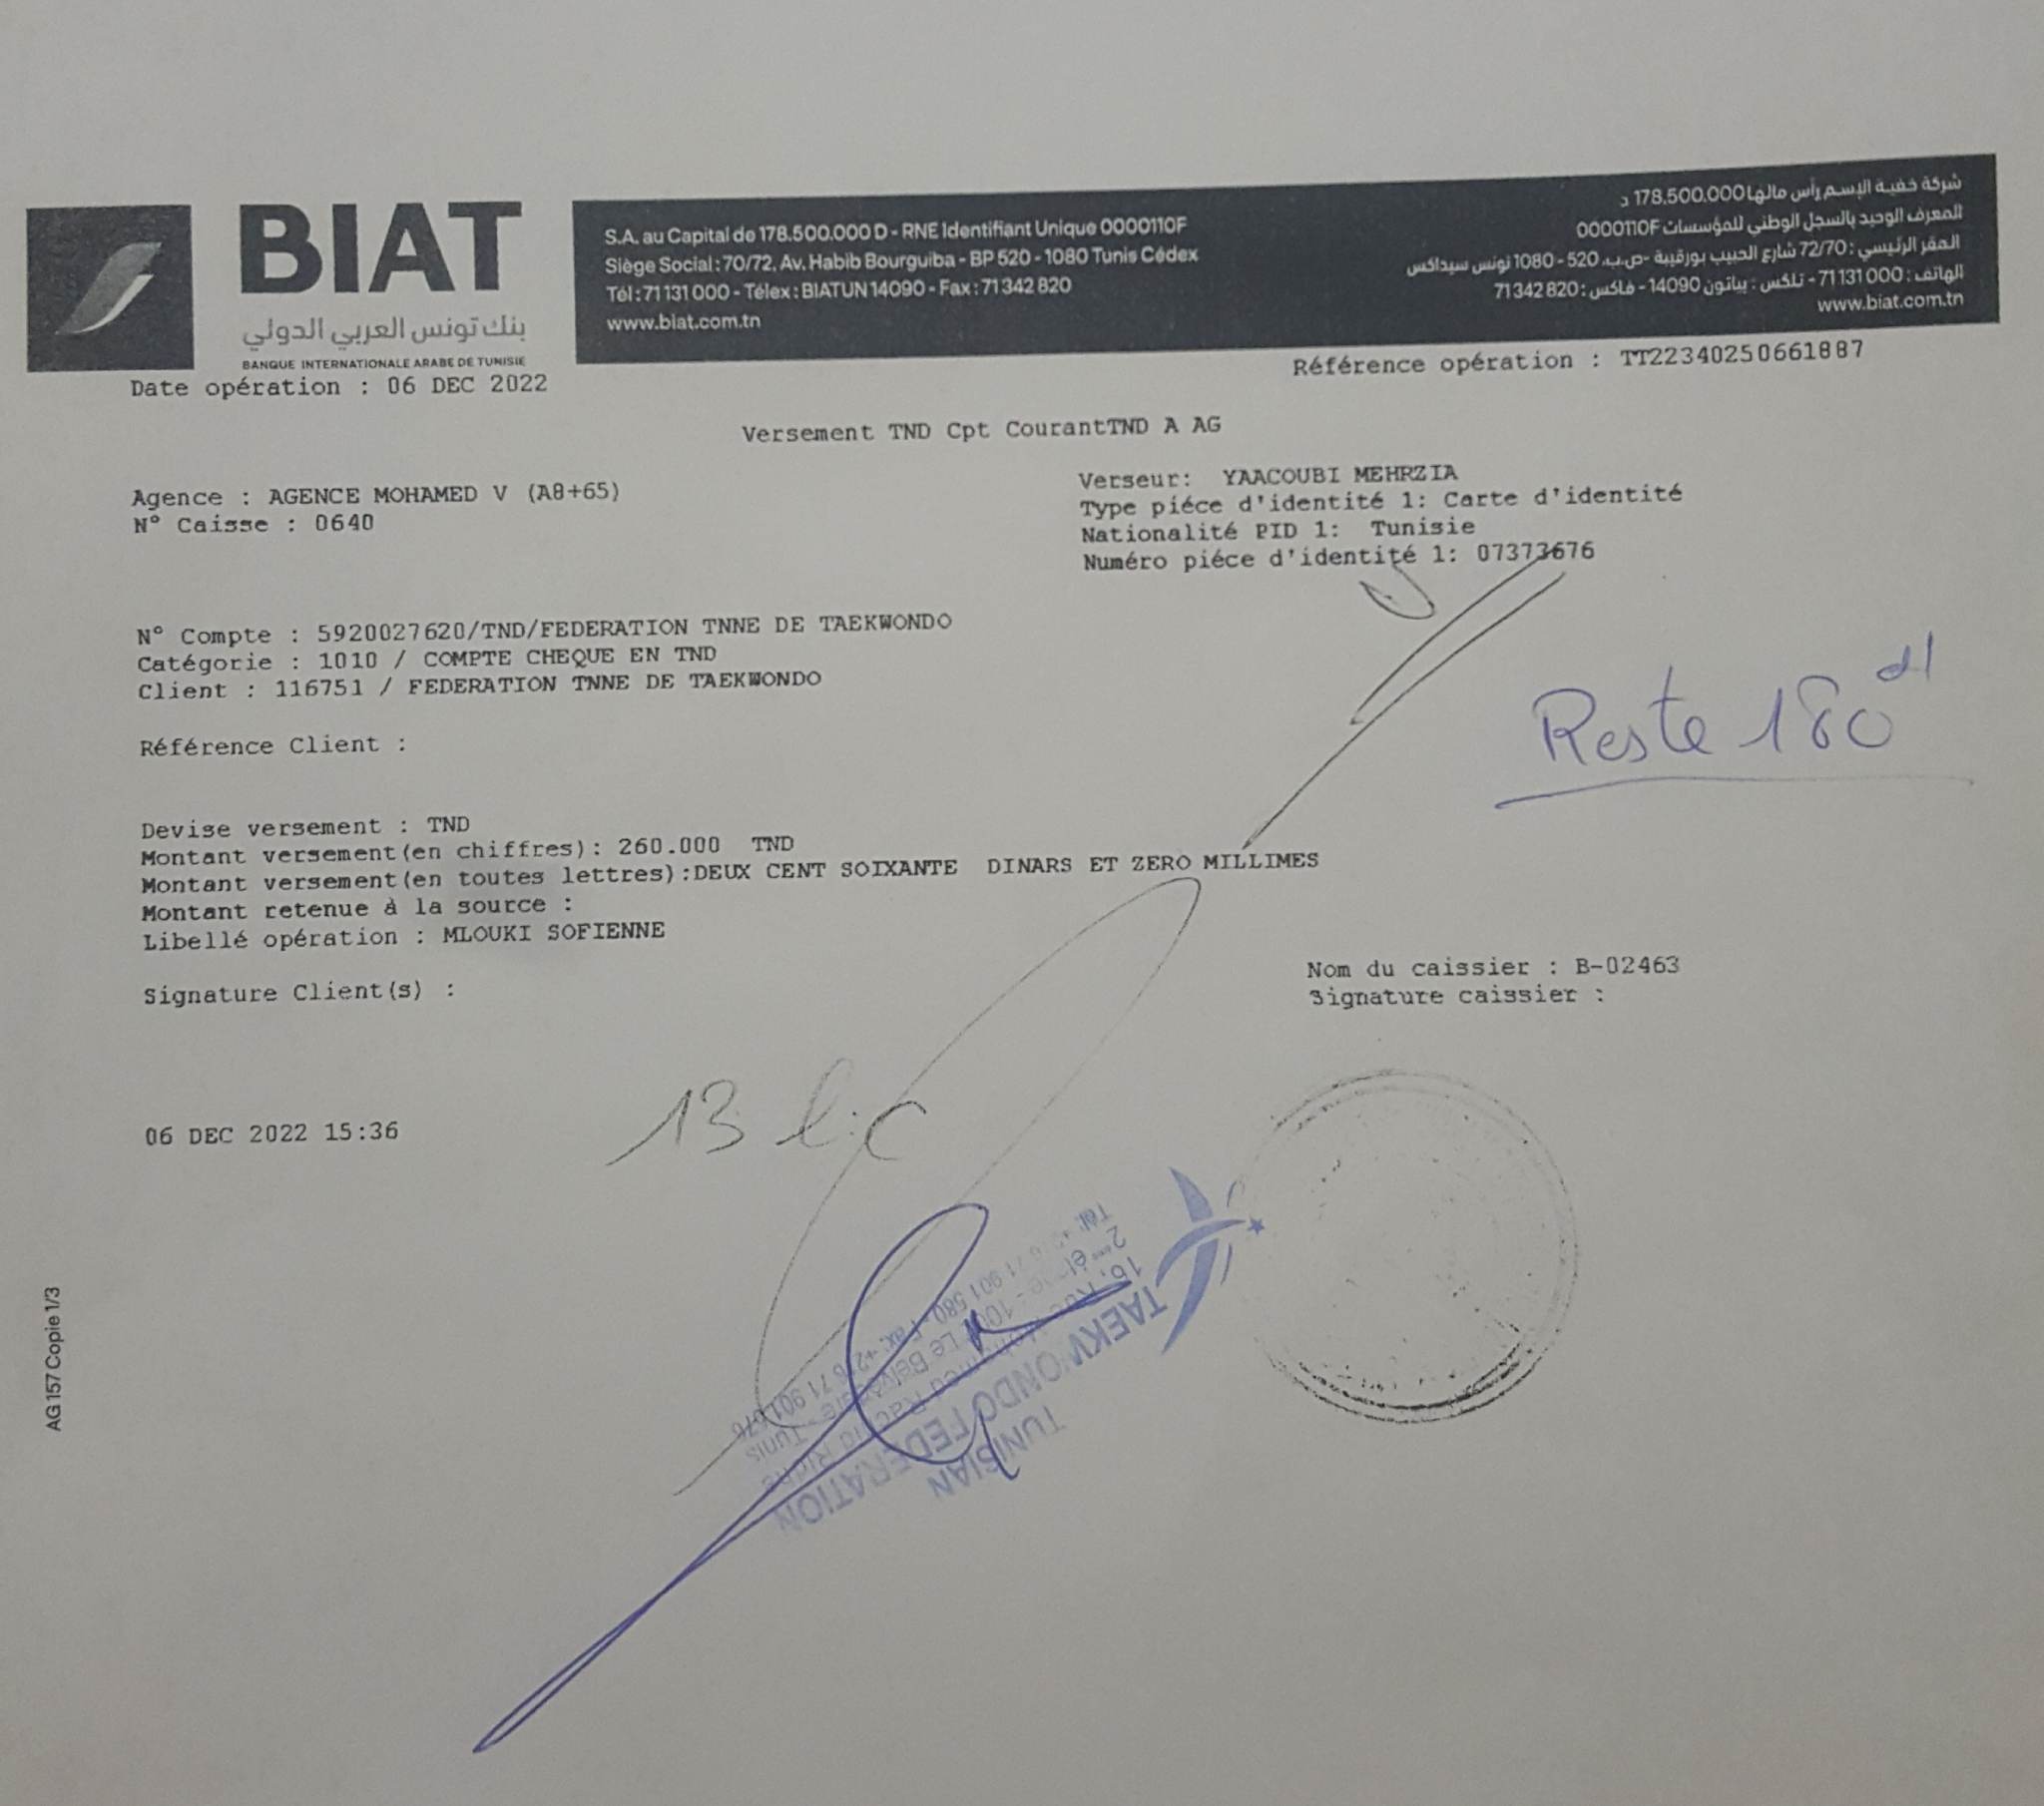 BIAT
بنك تونس العربي الدولي
BANQUE INTERNATIONALE ARABE DE TUNISIE
S.A. au Capital de 178.500.000 D - RNE Identifiant Unique 0000110F
Siège Social : 70/72, Av. Habib Bourguiba - BP 520 - 1080 Tunis Cédex
Tél : 71 131 000 - Télex : BIATUN 14090 - Fax : 71 342 820
www.biat.com.tn
شركة خفية الإسم رأس مالها 178.500.000 د
المعرف الوحيد بالسجل الوطني للمؤسسات 0000110F
المقر الرئيسي : 72/70 شارع الحبيب بورقيبة -ص.ب. 520 - 1080 تونس سيداكس
الهاتف : 000 131 71 - تلكس : بياتون 14090 - فاكس : 820 342 71
www.biat.com.tn
Date opération : 06 DEC 2022
Référence opération : TT22340250661887
Versement TND Cpt CourantTND A AG
Agence : AGENCE MOHAMED V (A8+65)
N° Caisse : 0640
Verseur: YAACOUBI MEHRZIA
Type piéce d'identité 1: Carte d'identité
Nationalité PID 1: Tunisie
Numéro piéce d'identité 1: 07373676
N° Compte : 5920027620/TND/FEDERATION TNNE DE TAEKWONDO
Catégorie : 1010 / COMPTE CHEQUE EN TND
Client : 116751 / FEDERATION TNNE DE TAEKWONDO
Reste 180 dt
Référence Client :
Devise versement : TND
Montant versement(en chiffres): 260.000 TND
Montant versement(en toutes lettres):DEUX CENT SOIXANTE DINARS ET ZERO MILLIMES
Montant retenue à la source :
Libellé opération : MLOUKI SOFIENNE
Signature Client(s) :
Nom du caissier : B-02463
Signature caissier :
13 lic
06 DEC 2022 15:36
TUNISIAN
TAEKWONDO FEDERATION
AG 157 Copie 1/3